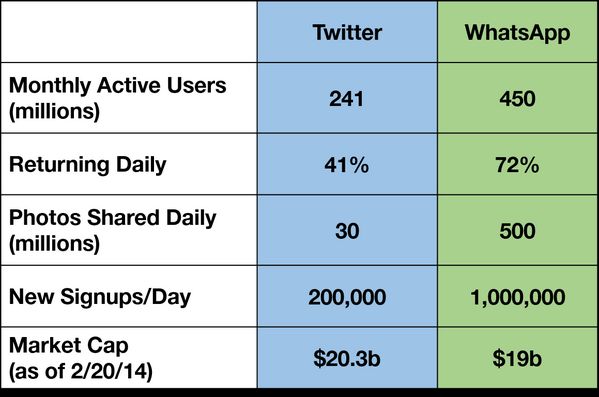 Twitter WhatsApp
Monthly Active Users
(millions) 241 450
Returning Daily 41% 72%
Photos Shared Daily
(millions) 30 500
New Signups/Day 200,000 1,000,000
Market Cap
(as of 2/20/14) $20.3b $19b